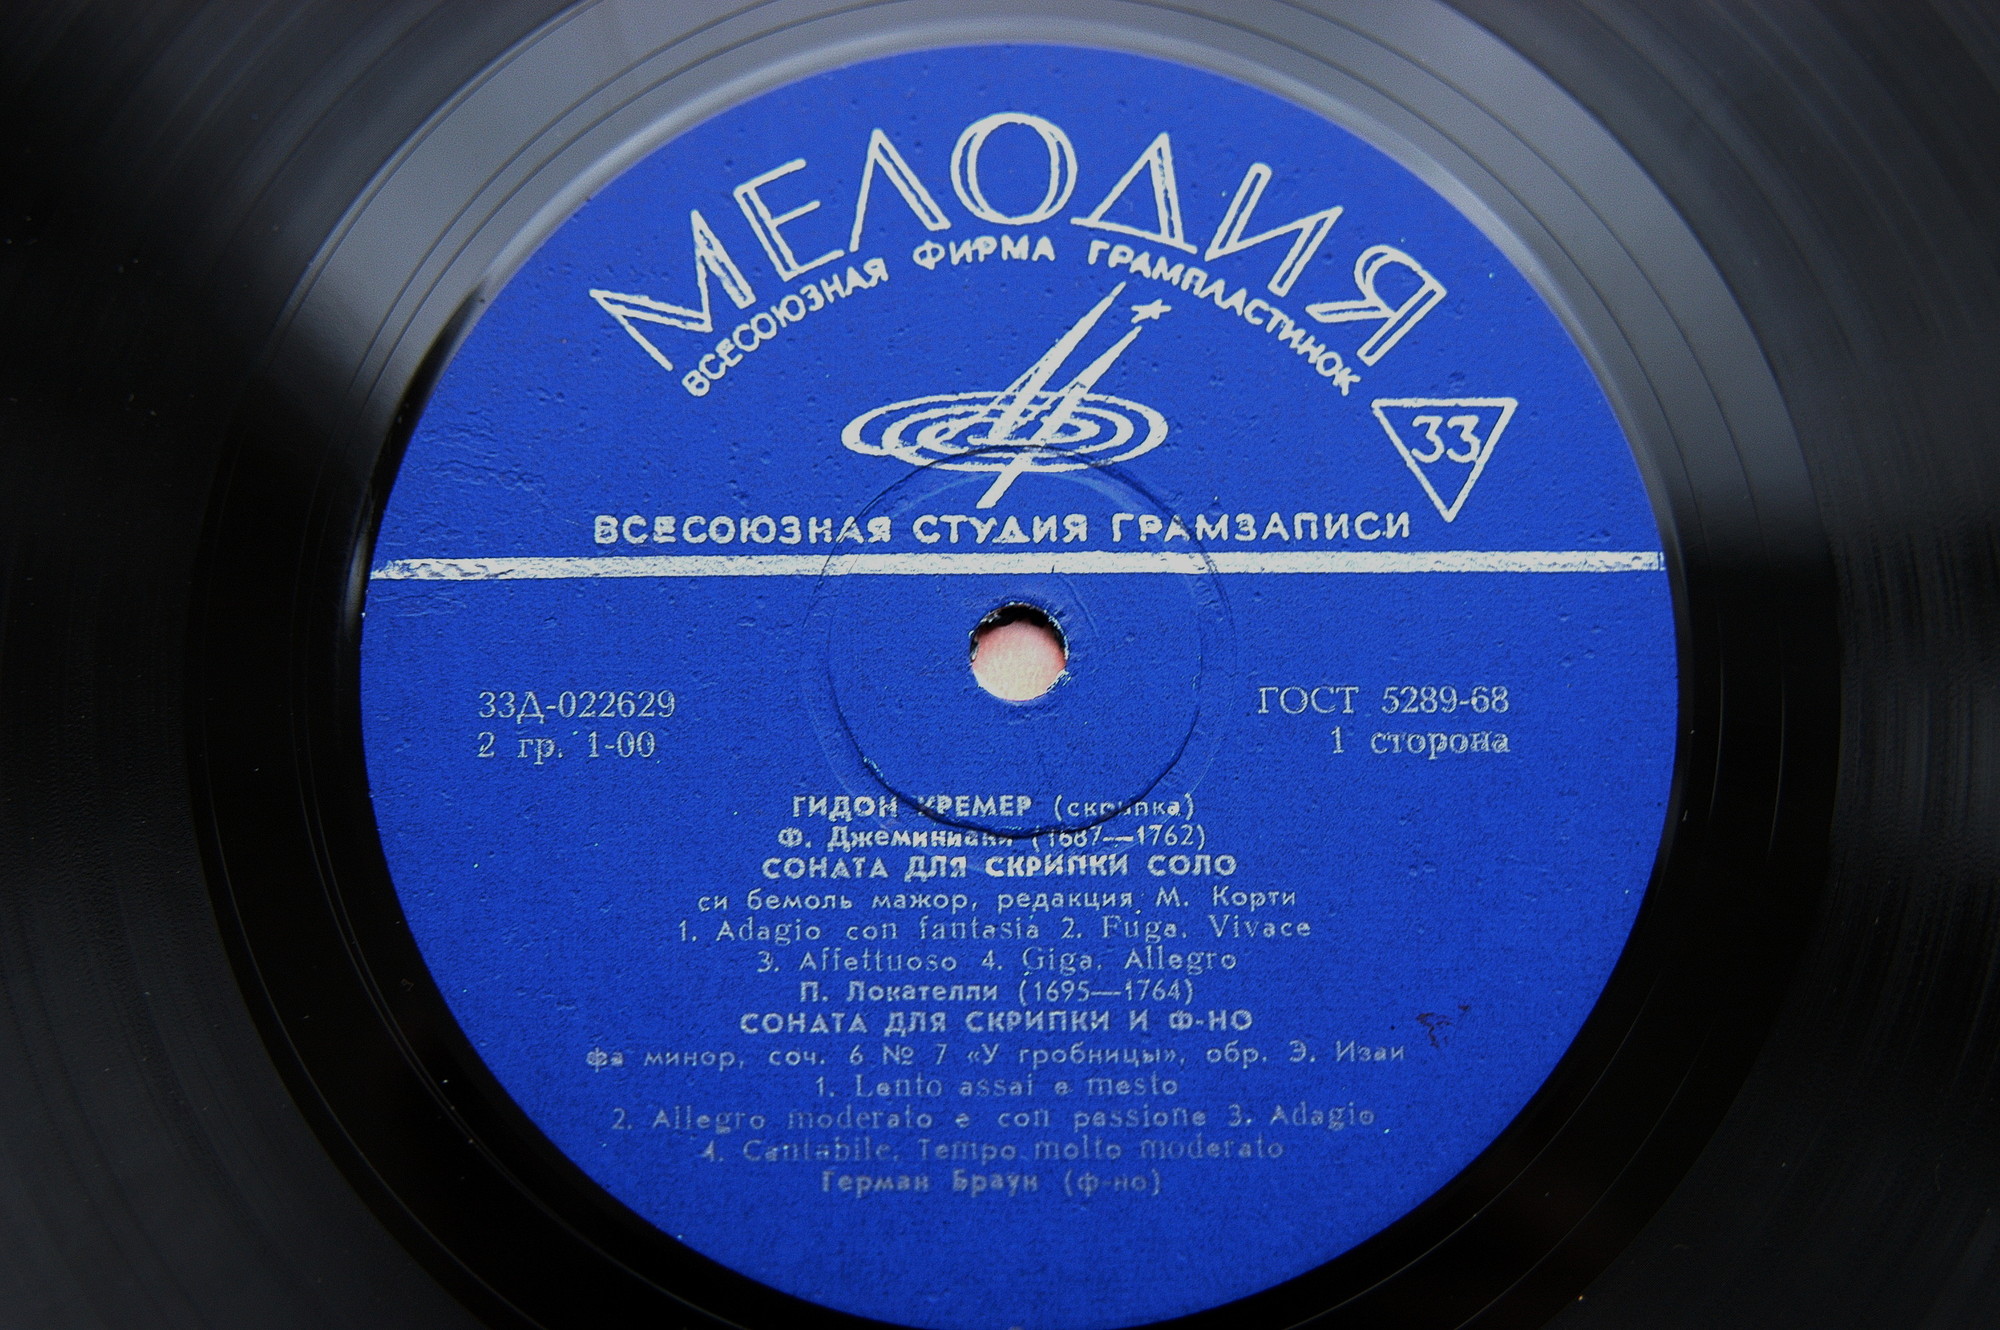 МЕЛОДИЯ
ВСЕСОЮЗНАЯ ФИРМА ГРАМПЛАСТИНОК
33
ВСЕСОЮЗНАЯ СТУДИЯ ГРАМЗАПИСИ
33Д-022629
2 гр. 1-00
ГОСТ 5289-68
1 сторона
ГИДОН КРЕМЕР (скрипка)
Ф. Джеминиани (1687—1762)
СОНАТА ДЛЯ СКРИПКИ СОЛО
си бемоль мажор, редакция М. Корти
1. Adagio con fantasia 2. Fuga. Vivace
3. Affettuoso 4. Giga. Allegro
П. Локателли (1695—1764)
СОНАТА ДЛЯ СКРИПКИ И Ф-НО
фа минор, соч. 6 № 7 «У гробницы», обр. Э. Изаи
1. Lento assai e mesto
2. Allegro moderato e con passione 3. Adagio
4. Cantabile. Tempo molto moderato
Герман Браун (ф-но)